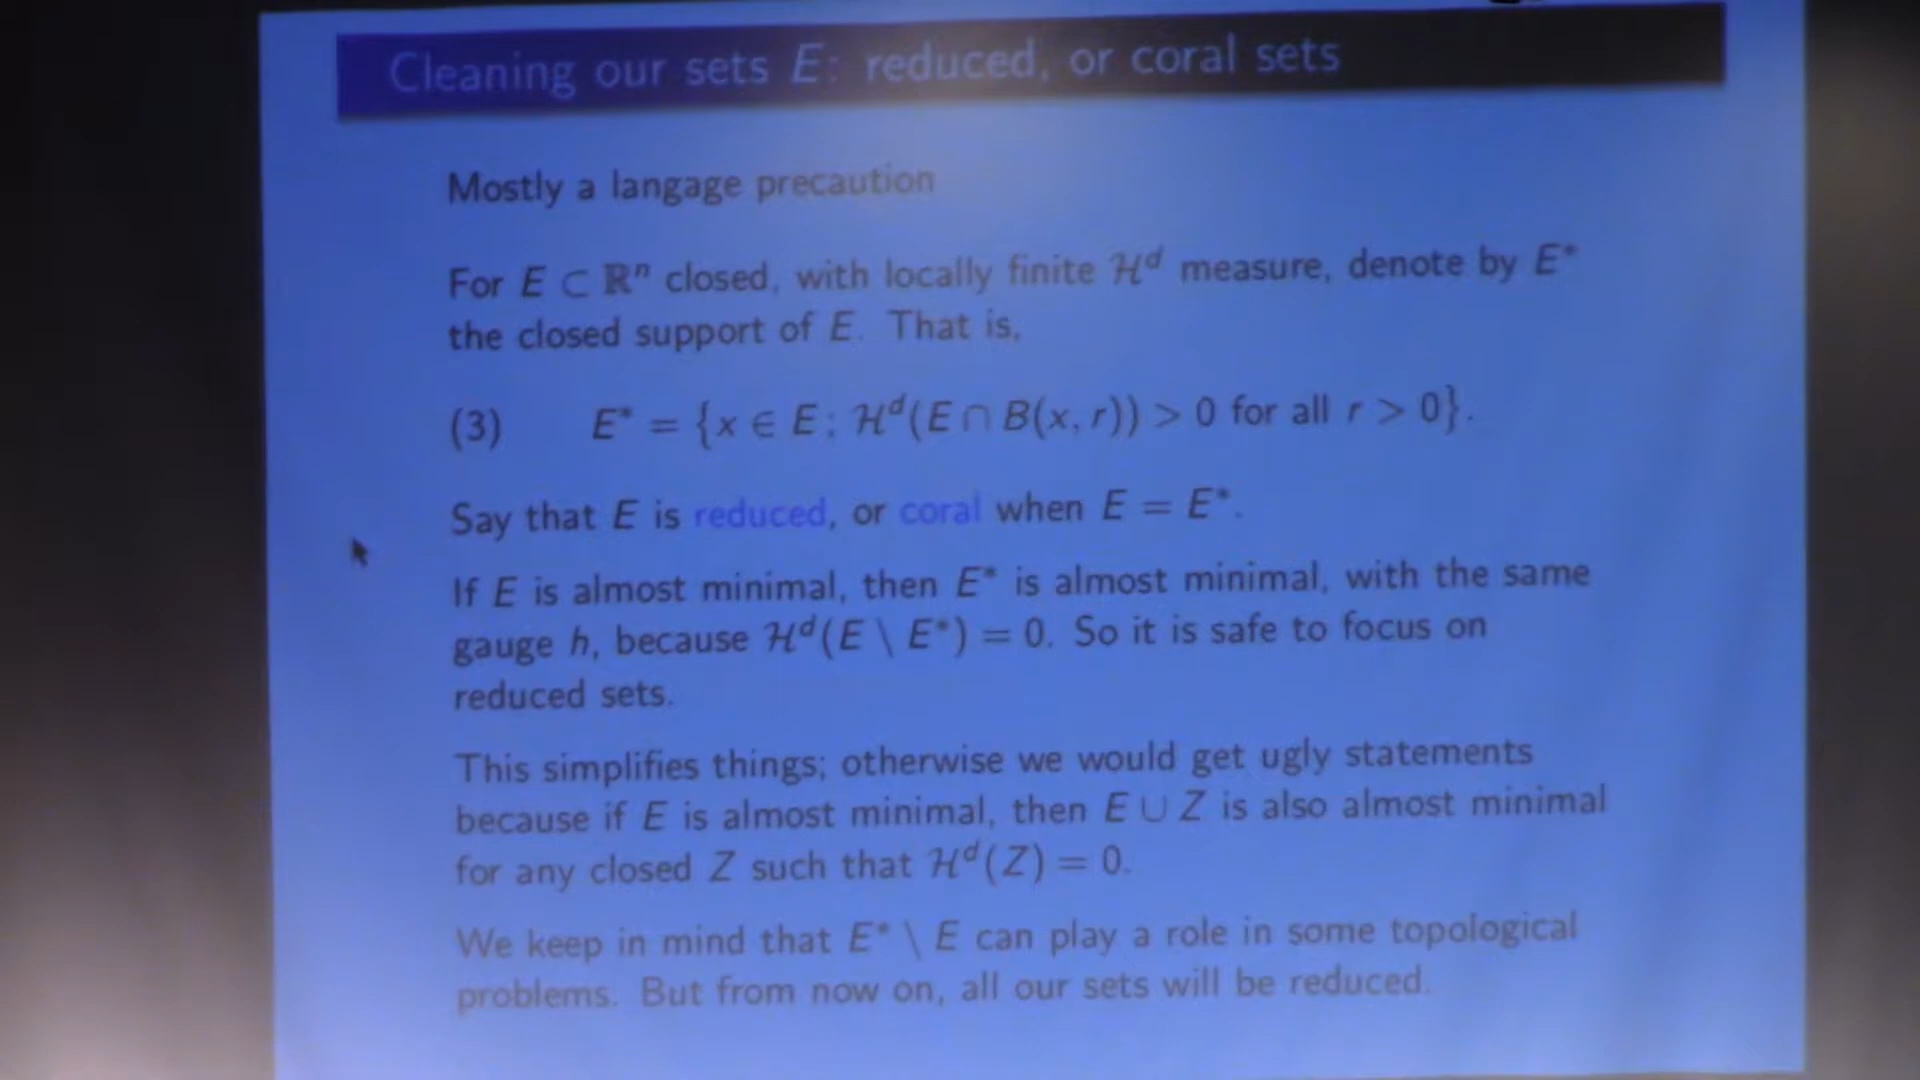 Cleaning our sets E: reduced, or coral sets
Mostly a langage precaution
For E ⊂ ℝⁿ closed, with locally finite ℋᵈ measure, denote by E*
the closed support of E. That is,
(3) E* = {x ∈ E : ℋᵈ(E ∩ B(x, r)) > 0 for all r > 0}.
Say that E is reduced, or coral when E = E*.
If E is almost minimal, then E* is almost minimal, with the same
gauge h, because ℋᵈ(E \ E*) = 0. So it is safe to focus on
reduced sets.
This simplifies things; otherwise we would get ugly statements
because if E is almost minimal, then E ∪ Z is also almost minimal
for any closed Z such that ℋᵈ(Z) = 0.
We keep in mind that E* \ E can play a role in some topological
problems. But from now on, all our sets will be reduced.